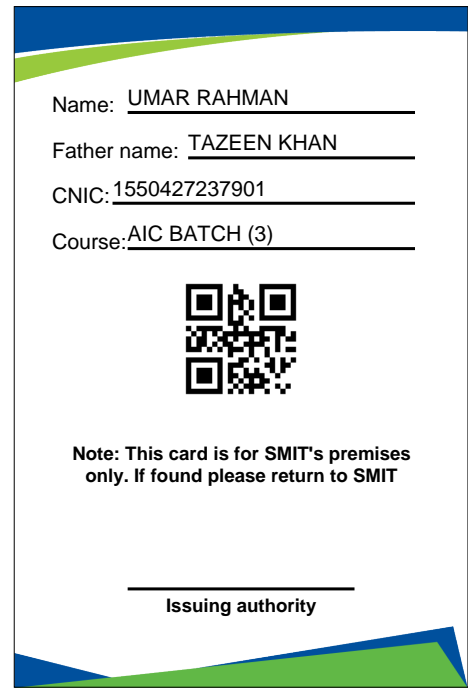 Name: UMAR RAHMAN
Father name: TAZEEN KHAN
CNIC: 1550427237901
Course: AIC BATCH (3)
Note: This card is for SMIT's premises
only. If found please return to SMIT
Issuing authority